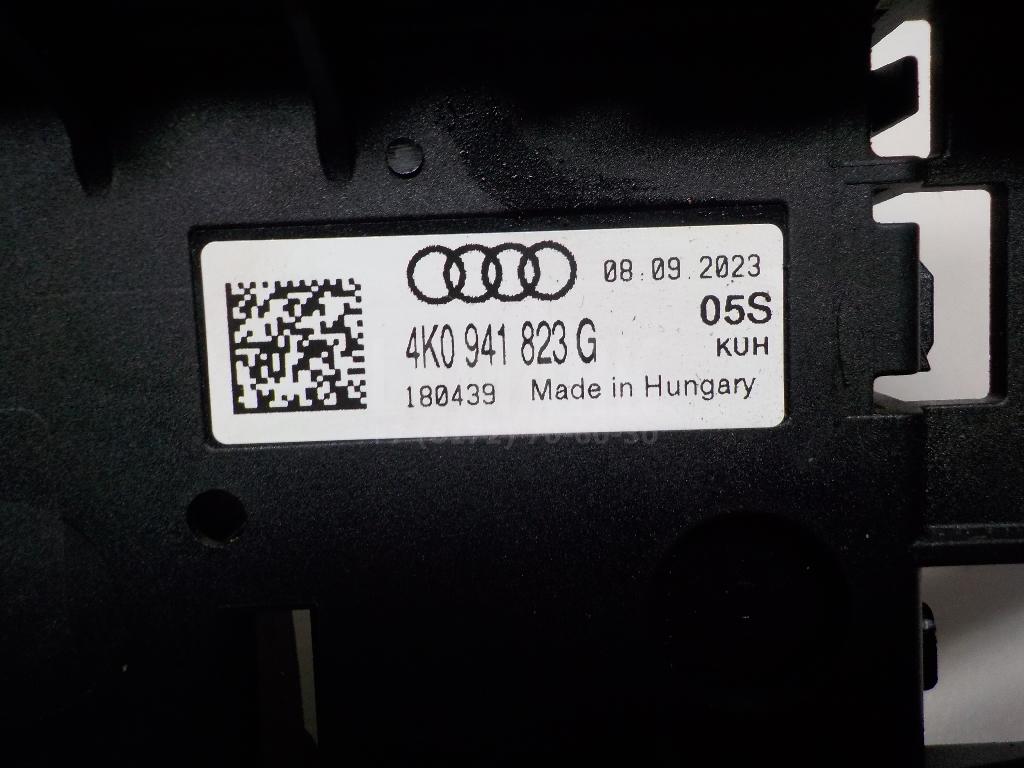 08.09.2023
05S
4K0 941 823 G
KUH
180439 Made in Hungary